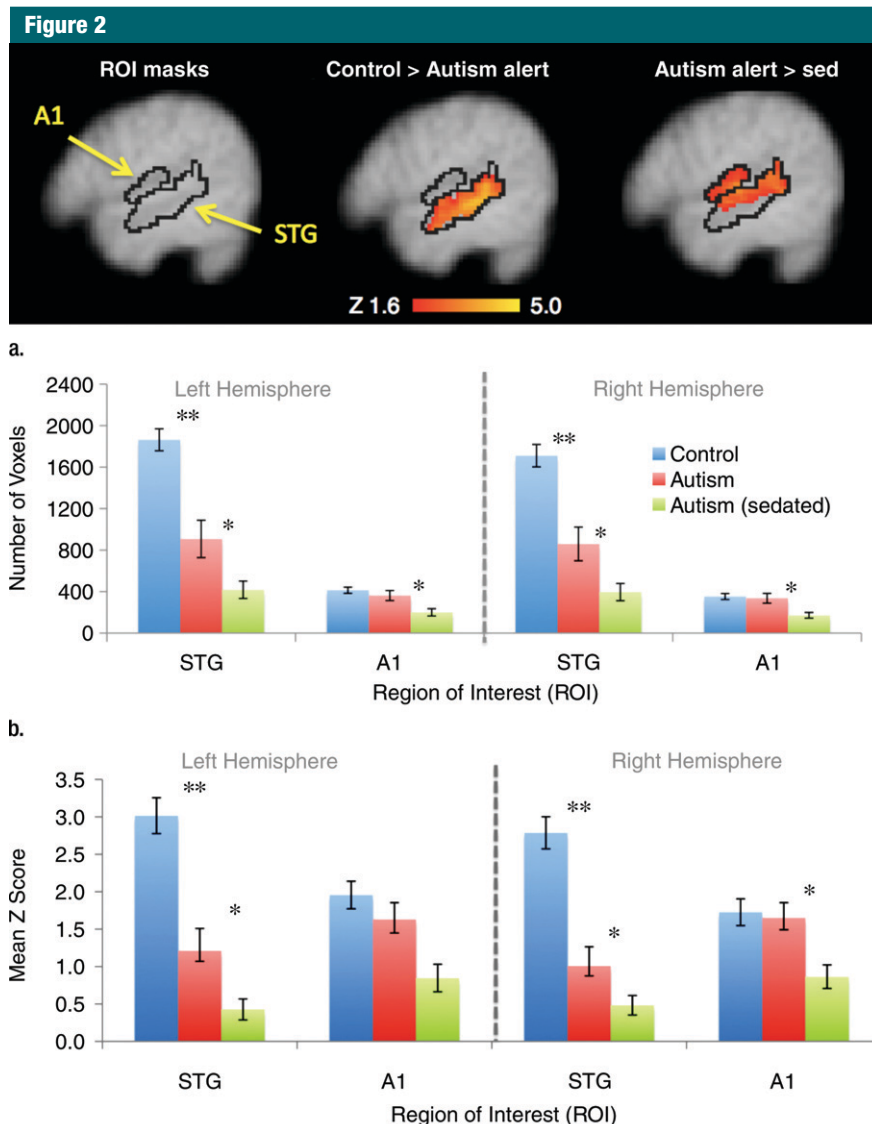 Figure 2
ROI masks
Control > Autism alert
Autism alert > sed
A1
STG
Z 1.6
5.0
a.
Left Hemisphere
Right Hemisphere
Number of Voxels
2400
2000
1600
1200
800
400
0
**
*
*
**
*
*
Control
Autism
Autism (sedated)
STG
A1
STG
A1
Region of Interest (ROI)
b.
Left Hemisphere
Right Hemisphere
Mean Z Score
3.5
3.0
2.5
2.0
1.5
1.0
0.5
0.0
**
*
**
*
*
STG
A1
STG
A1
Region of Interest (ROI)